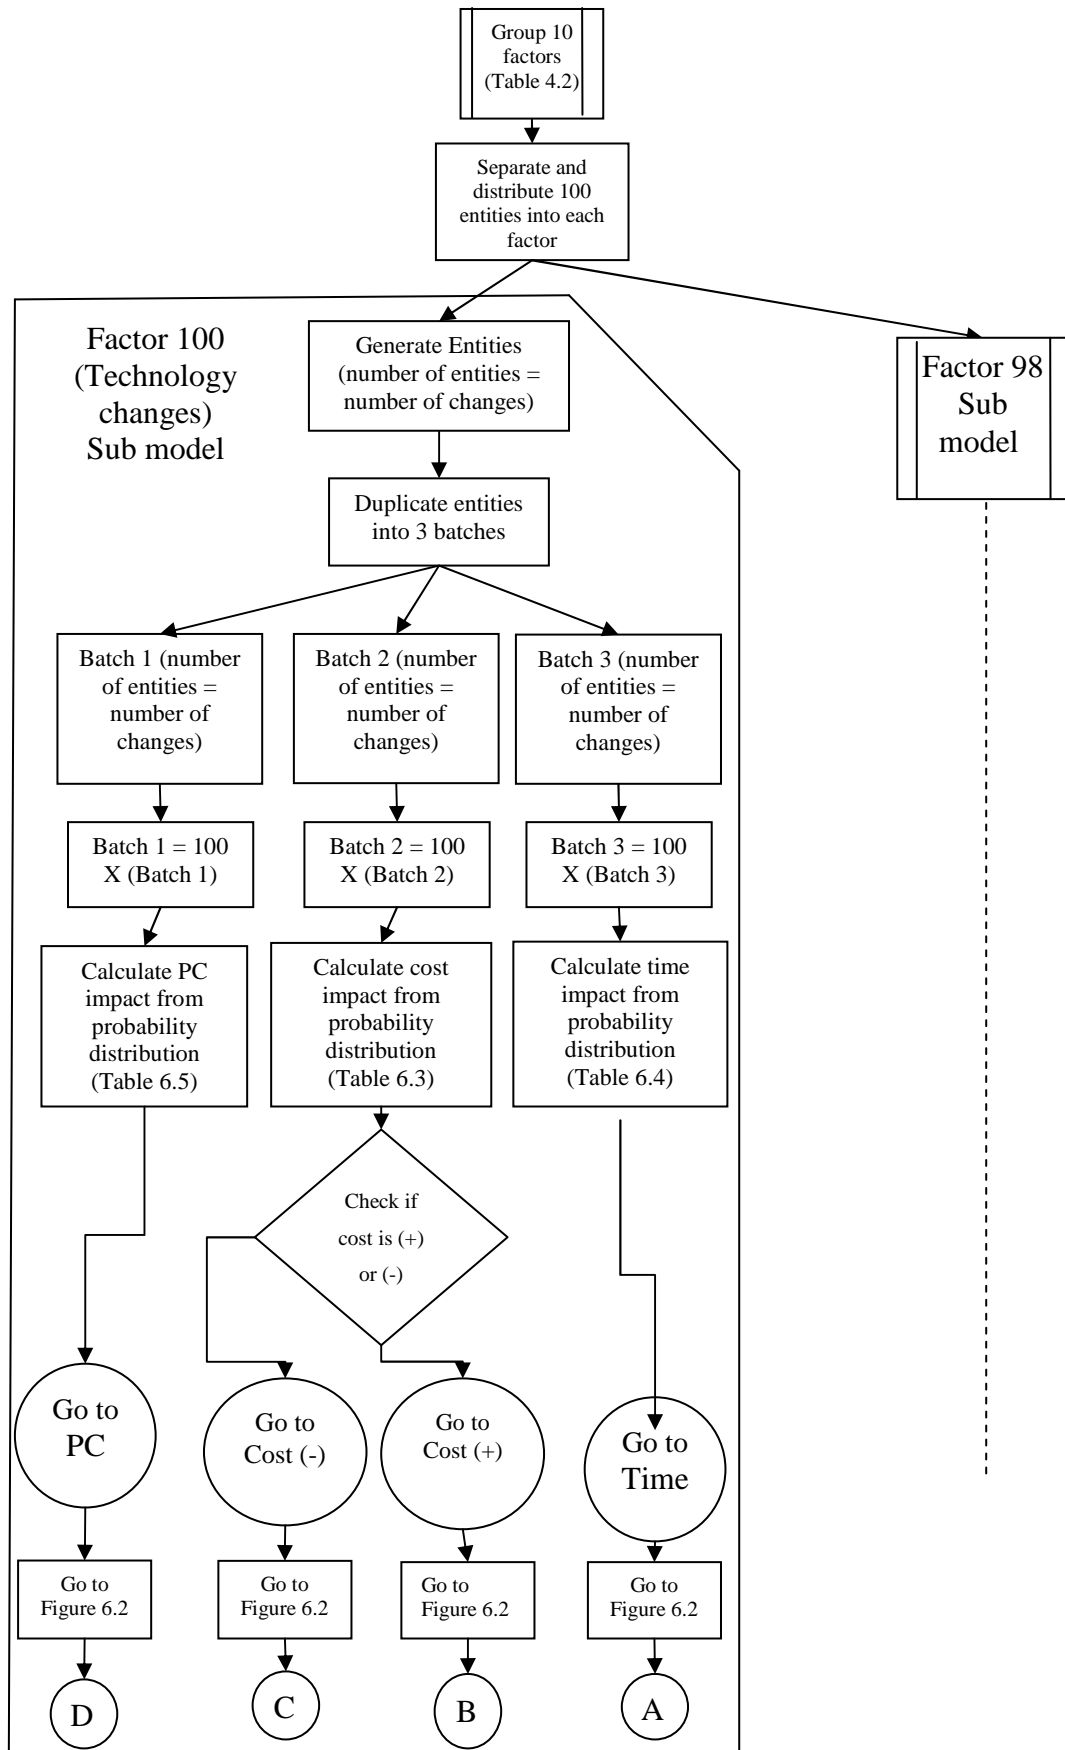 Group 10
factors
(Table 4.2)
Separate and
distribute 100
entities into each
factor
Factor 100
(Technology
changes)
Sub model
Generate Entities
(number of entities =
number of changes)
Factor 98
Sub
model
Duplicate entities
into 3 batches
Batch 1 (number
of entities =
number of
changes)
Batch 2 (number
of entities =
number of
changes)
Batch 3 (number
of entities =
number of
changes)
Batch 1 = 100
X (Batch 1)
Batch 2 = 100
X (Batch 2)
Batch 3 = 100
X (Batch 3)
Calculate PC
impact from
probability
distribution
(Table 6.5)
Calculate cost
impact from
probability
distribution
(Table 6.3)
Calculate time
impact from
probability
distribution
(Table 6.4)
Check if
cost is (+)
or (-)
Go to
PC
Go to
Cost (-)
Go to
Cost (+)
Go to
Time
Go to
Figure 6.2
Go to
Figure 6.2
Go to
Figure 6.2
Go to
Figure 6.2
D
C
B
A